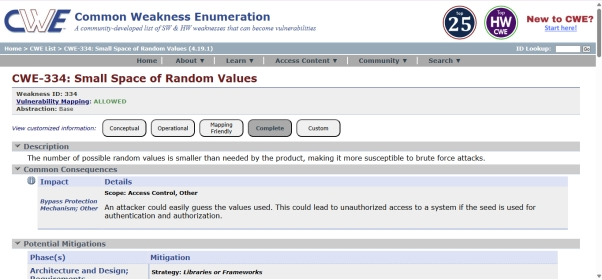 CWE
Common Weakness Enumeration
A community-developed list of SW & HW weaknesses that can become vulnerabilities
Top
25
Top
HW
CWE
New to CWE?
Start here!
Home > CWE List > CWE-334: Small Space of Random Values (4.19.1)
ID Lookup:
Go
Home | About ▼ | Learn ▼ | Access Content ▼ | Community ▼ | Search ▼
CWE-334: Small Space of Random Values
Weakness ID: 334
Vulnerability Mapping: ALLOWED
Abstraction: Base
View customized information:
Conceptual
Operational
Mapping
Friendly
Complete
Custom
▼ Description
The number of possible random values is smaller than needed by the product, making it more susceptible to brute force attacks.
▼ Common Consequences
Impact Details
Scope: Access Control, Other
Bypass Protection
Mechanism; Other
An attacker could easily guess the values used. This could lead to unauthorized access to a system if the seed is used for
authentication and authorization.
▼ Potential Mitigations
Phase(s) Mitigation
Architecture and Design;
Requirements
Strategy: Libraries or Frameworks